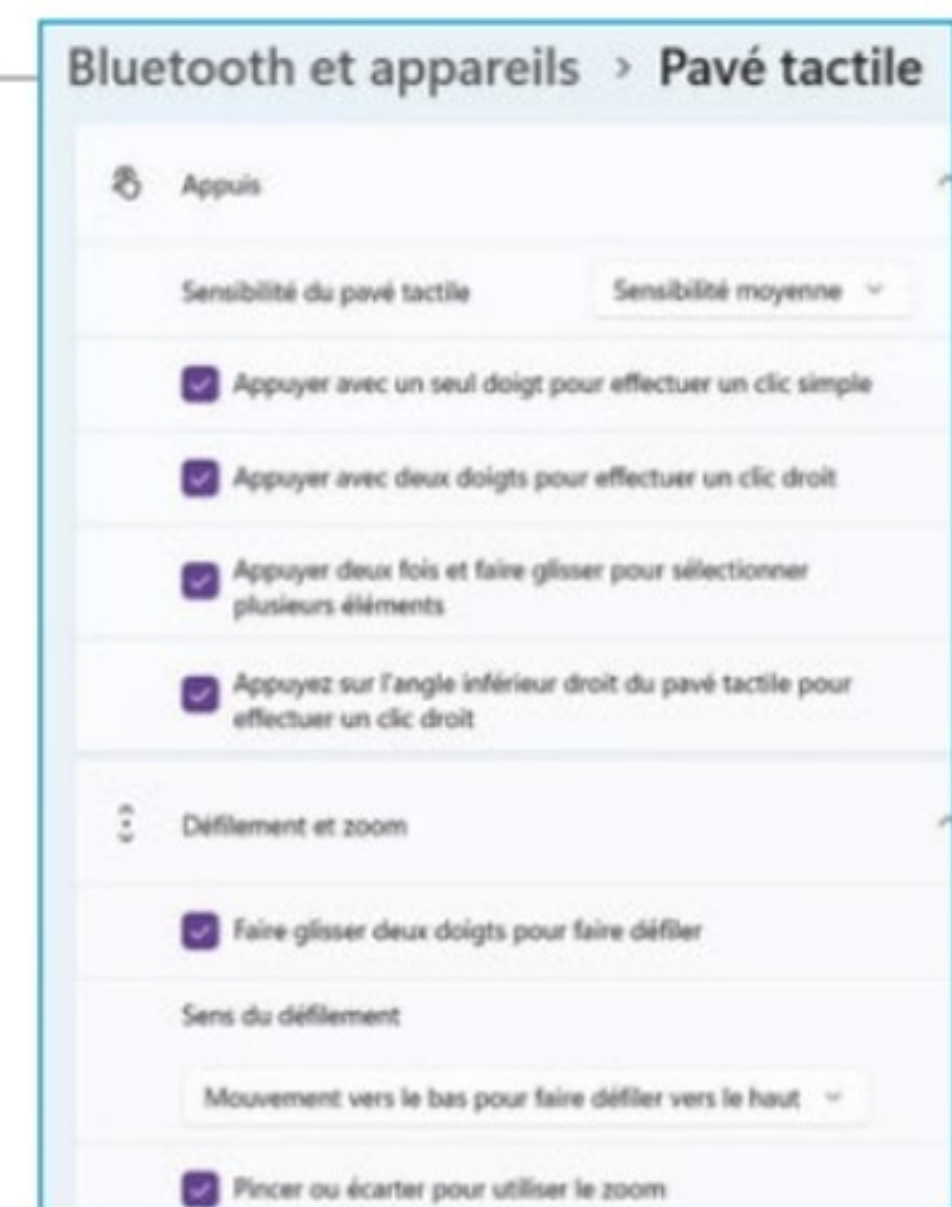 Bluetooth et appareils > Pavé tactile
Appuis
Sensibilité du pavé tactile Sensibilité moyenne
Appuyer avec un seul doigt pour effectuer un clic simple
Appuyer avec deux doigts pour effectuer un clic droit
Appuyer deux fois et faire glisser pour sélectionner
plusieurs éléments
Appuyez sur l'angle inférieur droit du pavé tactile pour
effectuer un clic droit
Défilement et zoom
Faire glisser deux doigts pour faire défiler
Sens du défilement
Mouvement vers le bas pour faire défiler vers le haut
Pincer ou écarter pour utiliser le zoom